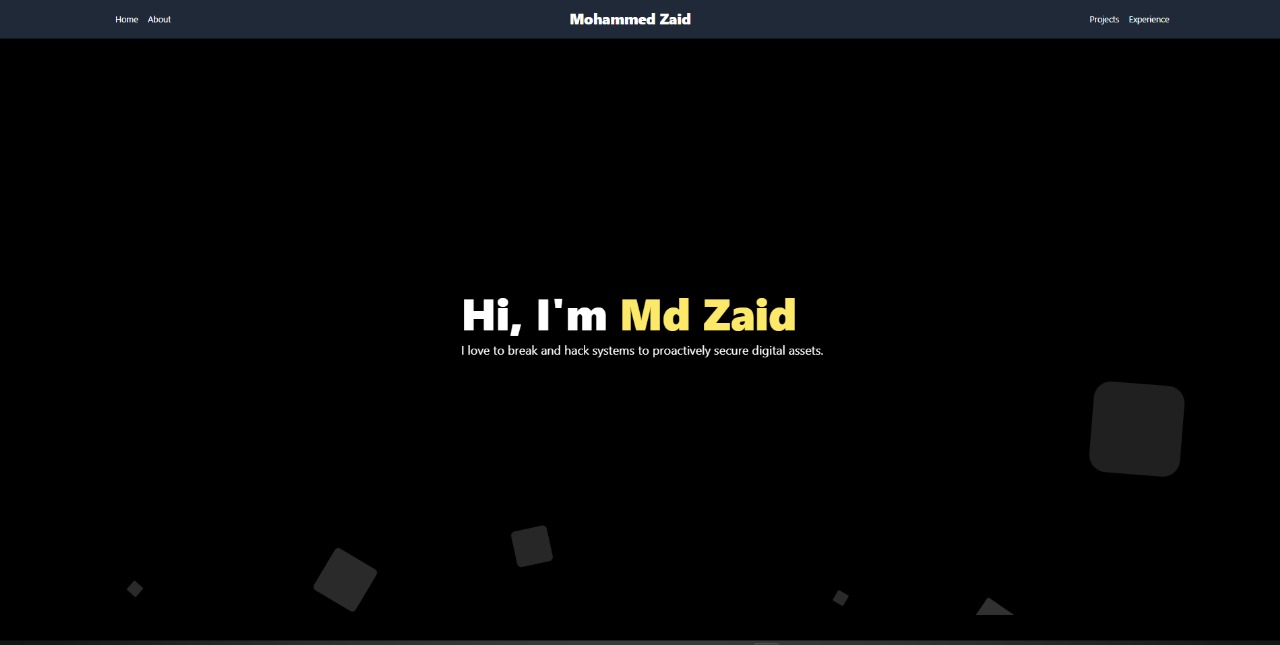 Home About
Mohammed Zaid
Projects Experience
Hi, I'm Md Zaid
I love to break and hack systems to proactively secure digital assets.